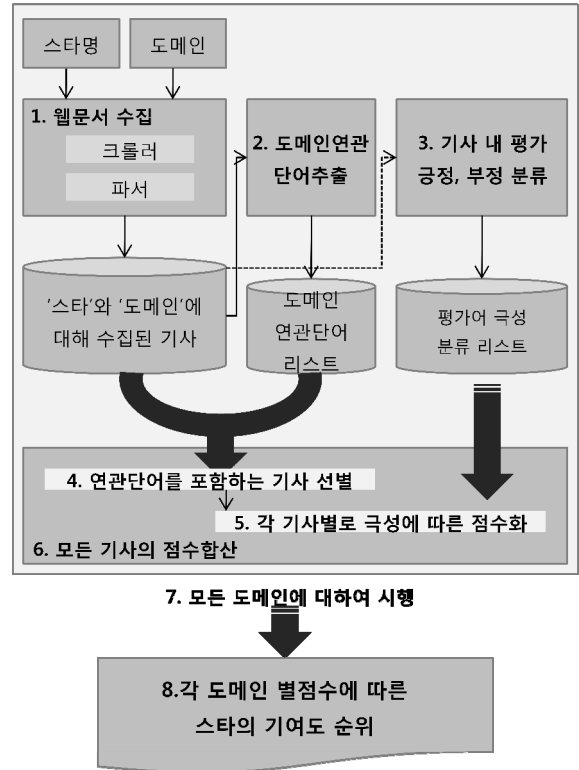 스타명
도메인
1. 웹문서 수집
크롤러
파서
2. 도메인연관
단어추출
3. 기사 내 평가
긍정, 부정 분류
'스타'와 '도메인'에
대해 수집된 기사
도메인
연관단어
리스트
평가어 극성
분류 리스트
4. 연관단어를 포함하는 기사 선별
5. 각 기사별로 극성에 따른 점수화
6. 모든 기사의 점수합산
7. 모든 도메인에 대하여 시행
8.각 도메인 별점수에 따른
스타의 기여도 순위